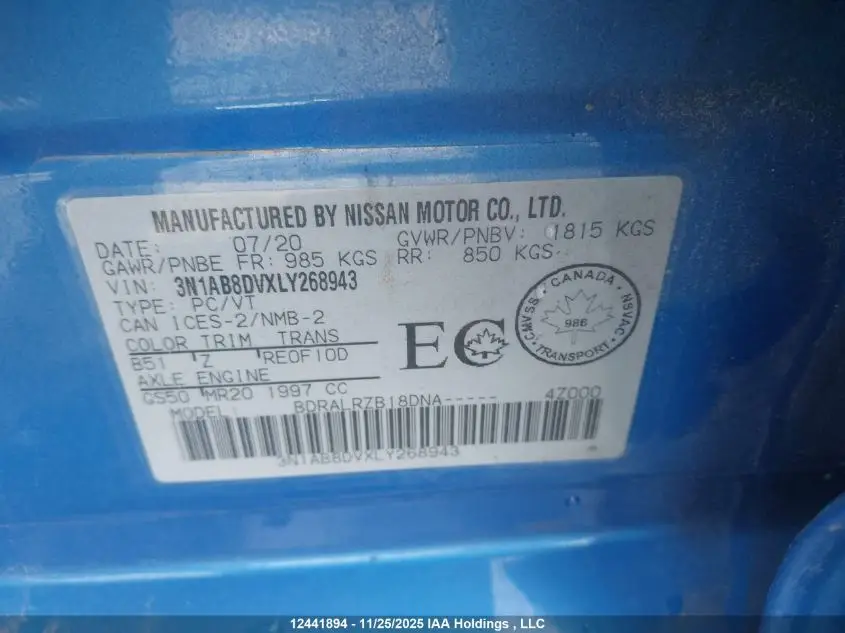 MANUFACTURED BY NISSAN MOTOR CO., LTD.
DATE: 07/20 GVWR/PNBV: 1815 KGS
GAWR/PNBE FR: 985 KGS RR: 850 KGS
VIN: 3N1AB8DVXLY268943
TYPE: PC/VT
CAN ICES-2/NMB-2
COLOR TRIM TRANS
B51 Z RE0F10D
AXLE ENGINE
GS50 MR20 1997 CC
MODEL BDRALRZB18DNA----- 4Z000
3N1AB8DVXLY268943
EC
CANADA
CMVSS NSVAC
986
TRANSPORT
12441894 - 11/25/2025 IAA Holdings , LLC